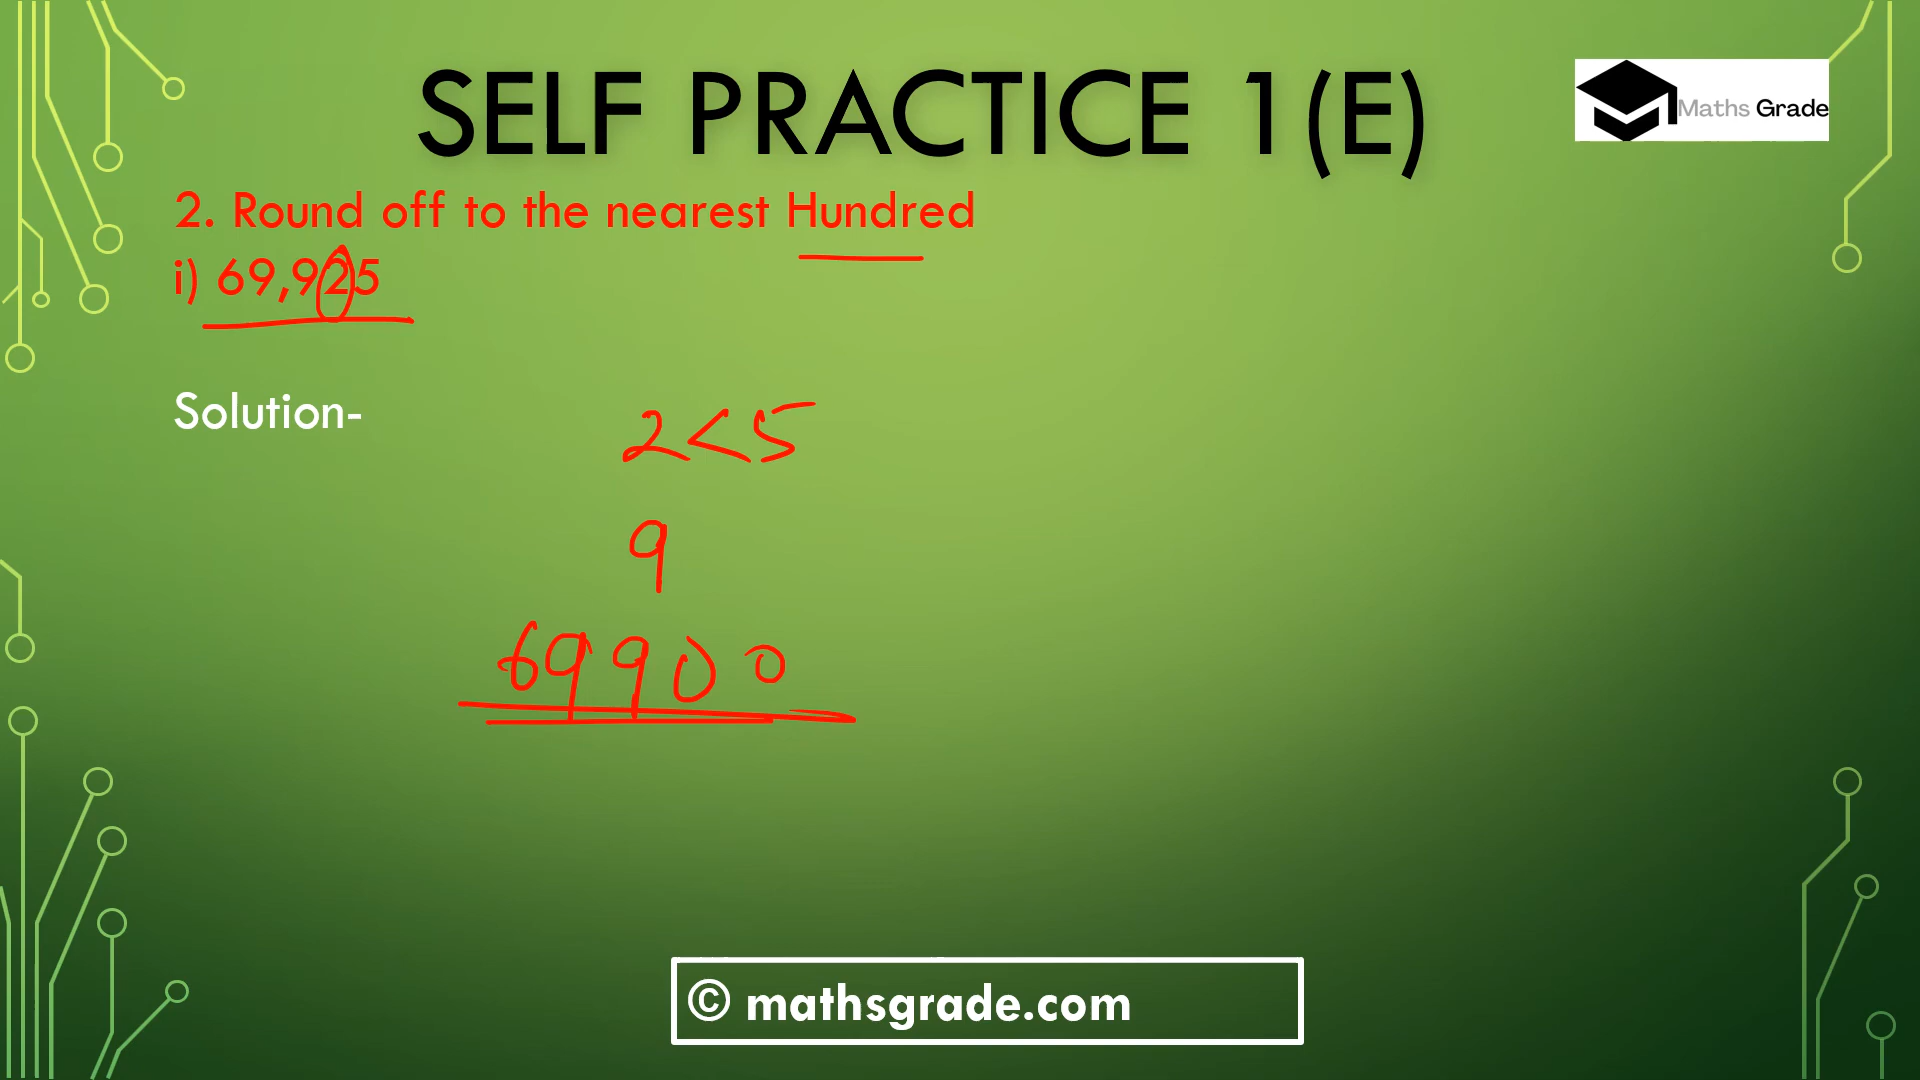 SELF PRACTICE 1(E)
Maths Grade
2. Round off to the nearest Hundred
i) 69,925
Solution-
2<5
9
69900
© mathsgrade.com